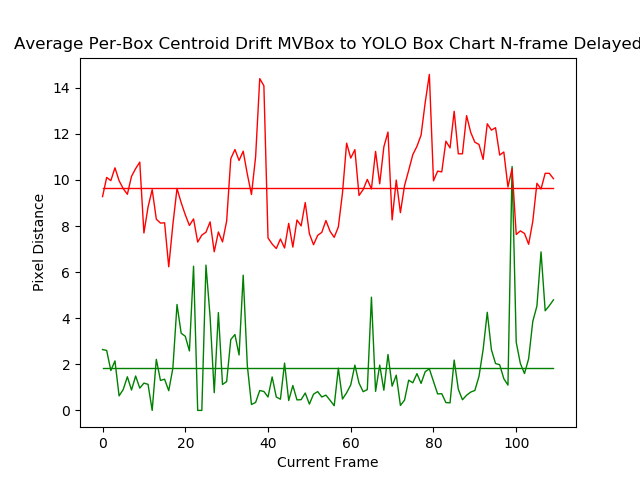 Average Per-Box Centroid Drift MVBox to YOLO Box Chart N-frame Delayed
14
12
10
8
6
4
2
0
Pixel Distance
0 20 40 60 80 100
Current Frame